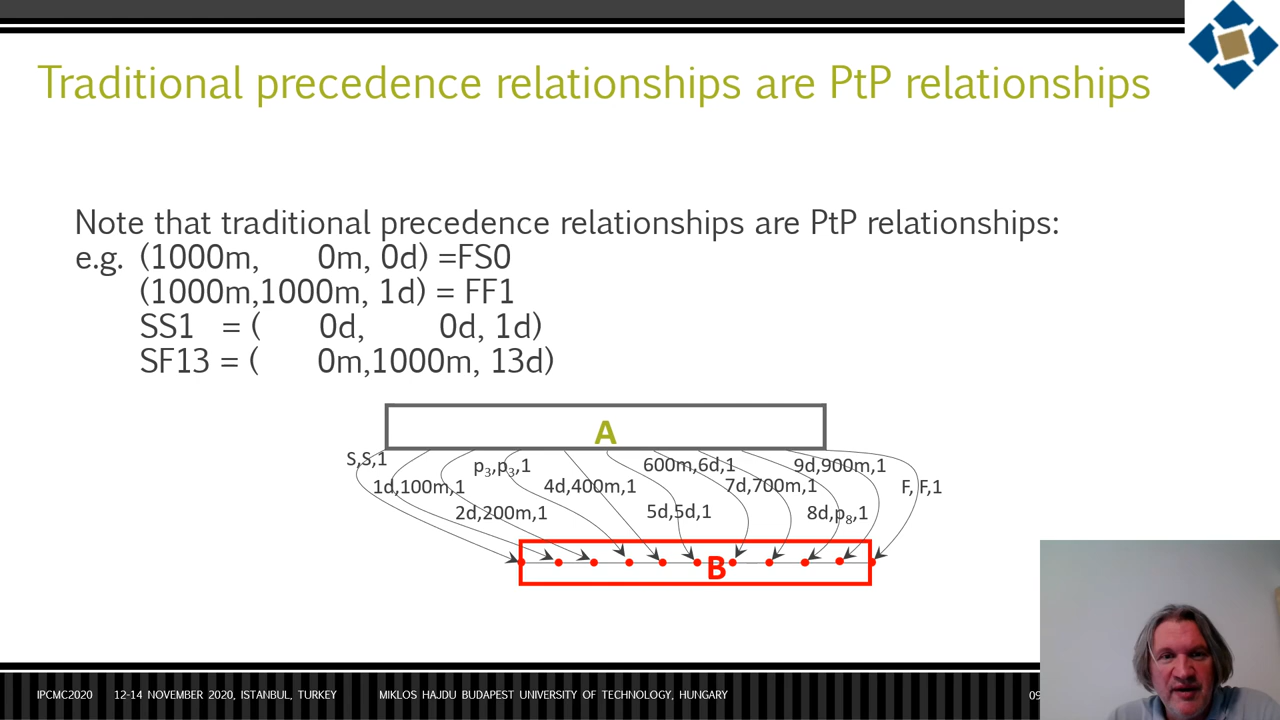 Traditional precedence relationships are PtP relationships
Note that traditional precedence relationships are PtP relationships:
e.g. (1000m, 0m, 0d) =FS0
(1000m,1000m, 1d) = FF1
SS1 = ( 0d, 0d, 1d)
SF13 = ( 0m,1000m, 13d)
A
S,S,1
p₃,p₃,1
600m,6d,1
9d,900m,1
1d,100m,1
4d,400m,1
7d,700m,1
F, F,1
2d,200m,1
5d,5d,1
8d,p₈,1
B
IPCMC2020 12-14 NOVEMBER 2020, ISTANBUL, TURKEY MIKLOS HAJDU BUDAPEST UNIVERSITY OF TECHNOLOGY, HUNGARY